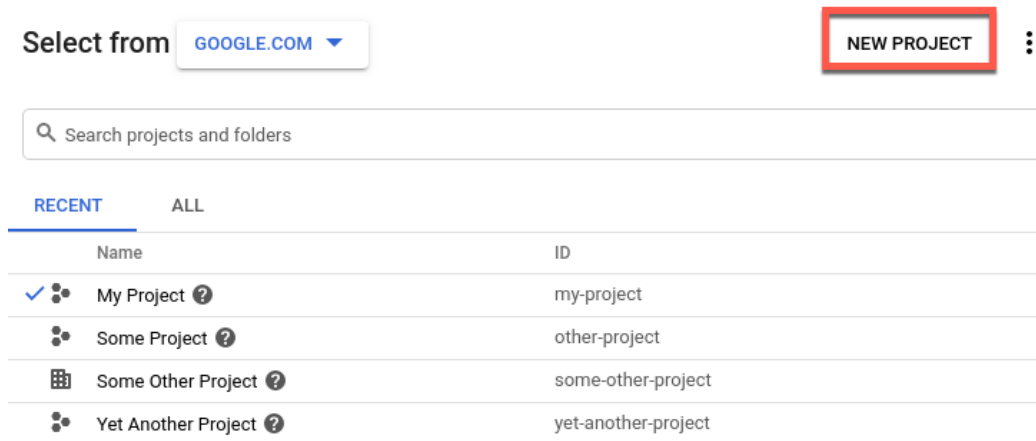 Select from GOOGLE.COM NEW PROJECT
Search projects and folders
RECENT ALL
Name ID
My Project my-project
Some Project other-project
Some Other Project some-other-project
Yet Another Project yet-another-project